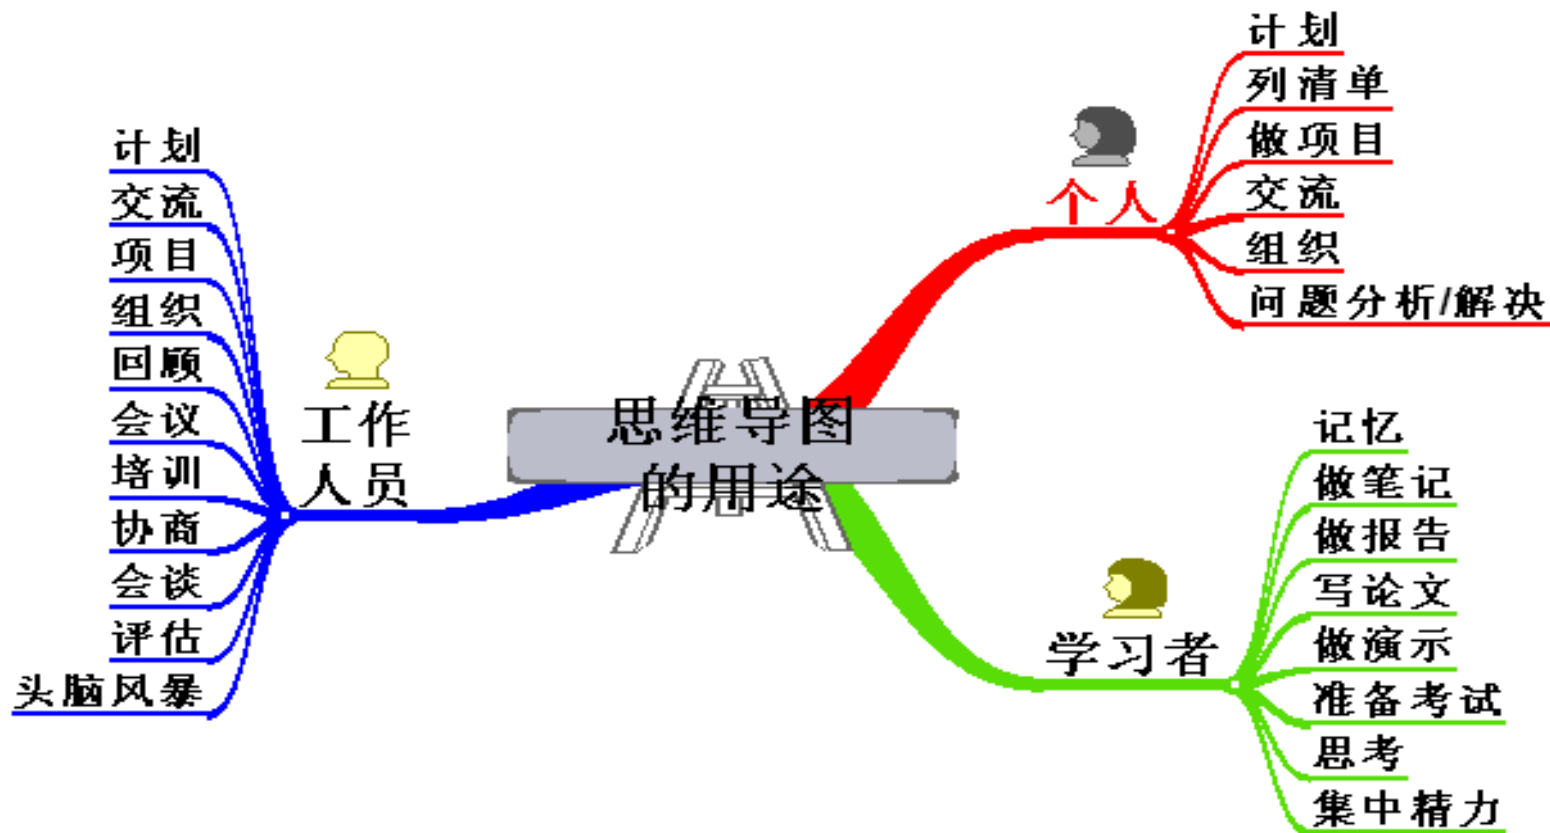 思维导图
的用途
个人
计划
列清单
做项目
交流
组织
问题分析/解决
学习者
记忆
做笔记
做报告
写论文
做演示
准备考试
思考
集中精力
工作
人员
计划
交流
项目
组织
回顾
会议
培训
协商
会谈
评估
头脑风暴